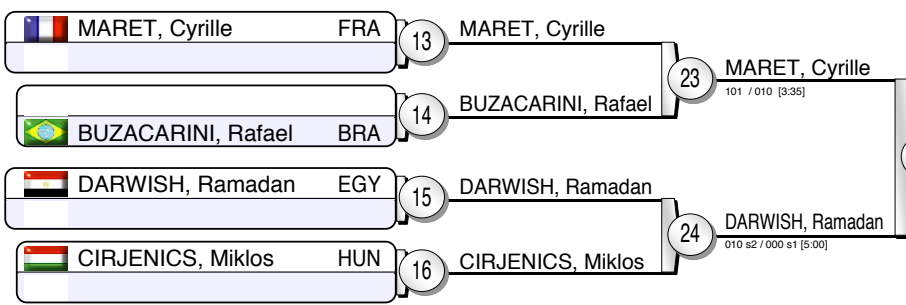 MARET, Cyrille FRA
13
MARET, Cyrille
23
MARET, Cyrille
101 / 010 [3:35]
BUZACARINI, Rafael BRA
14
BUZACARINI, Rafael
DARWISH, Ramadan EGY
15
DARWISH, Ramadan
24
DARWISH, Ramadan
010 s2 / 000 s1 [5:00]
CIRJENICS, Miklos HUN
16
CIRJENICS, Miklos